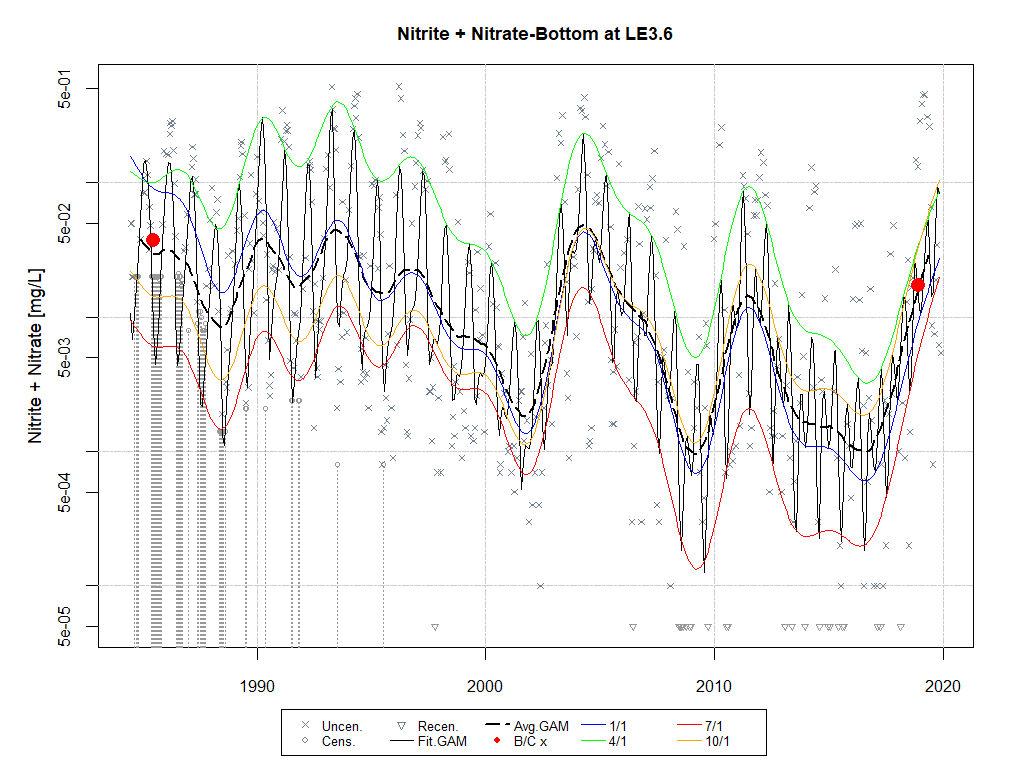 Nitrite + Nitrate-Bottom at LE3.6
Nitrite + Nitrate [mg/L]
5e-01
5e-02
5e-03
5e-04
5e-05
1990 2000 2010 2020
Uncen. Recen. Avg.GAM 1/1 7/1
Cens. Fit.GAM B/C x 4/1 10/1